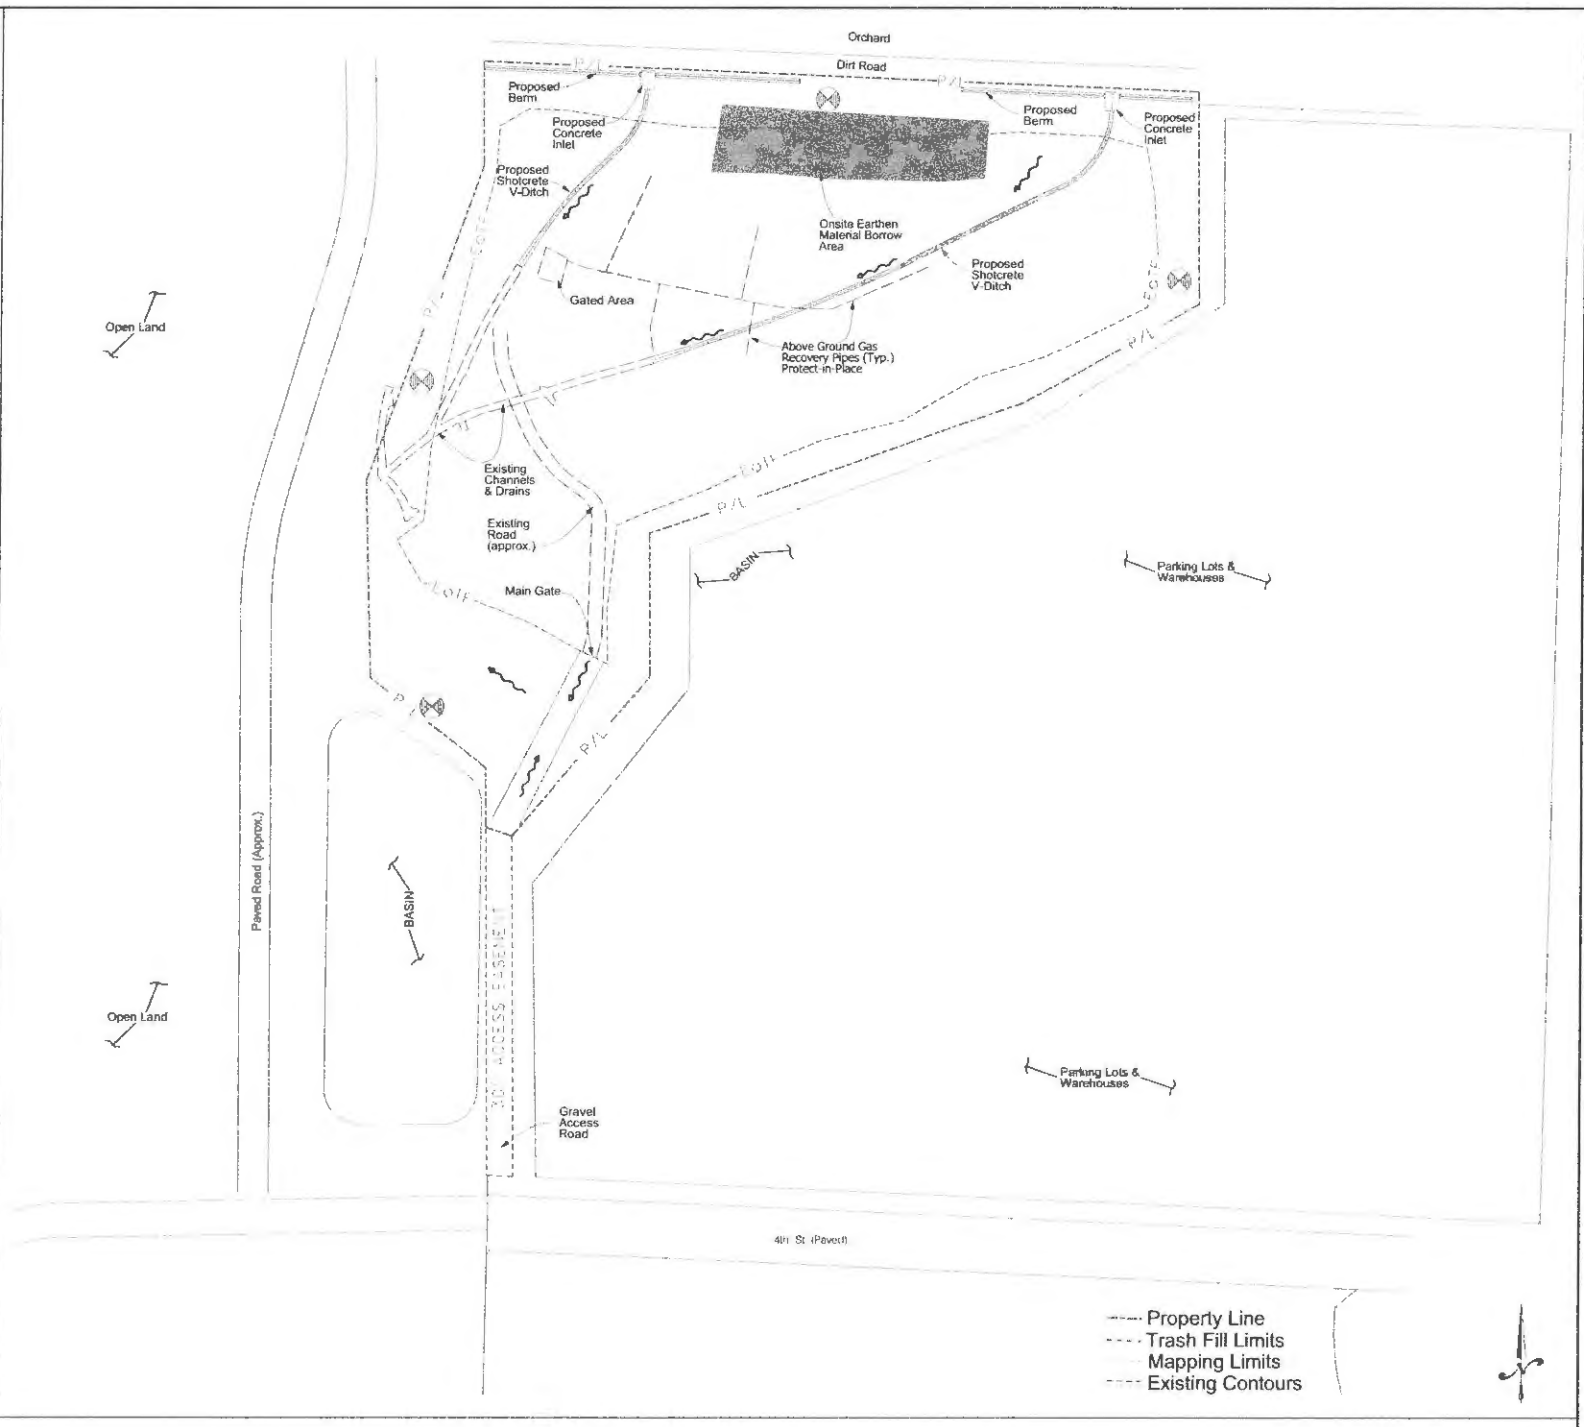 Orchard
Dirt Road
P/L
P/L
Proposed
Berm
Proposed
Concrete
Inlet
Proposed
Berm
Proposed
Concrete
Inlet
Proposed
Shotcrete
V-Ditch
Onsite Earthen
Material Borrow
Area
EOTF
Proposed
Shotcrete
V-Ditch
EOTF
Gated Area
P/L
Open Land
Above Ground Gas
Recovery Pipes (Typ.)
Protect-in-Place
P/L
EOTF
Existing
Channels
& Drains
P/L
Existing
Road
(approx.)
BASIN
Parking Lots &
Warehouses
EOTF
Main Gate
P/L
P/L
Paved Road (Approx.)
BASIN
30' ACCESS EASEMENT
Open Land
Parking Lots &
Warehouses
Gravel
Access
Road
4th St (Paved)
Property Line
Trash Fill Limits
Mapping Limits
Existing Contours
N